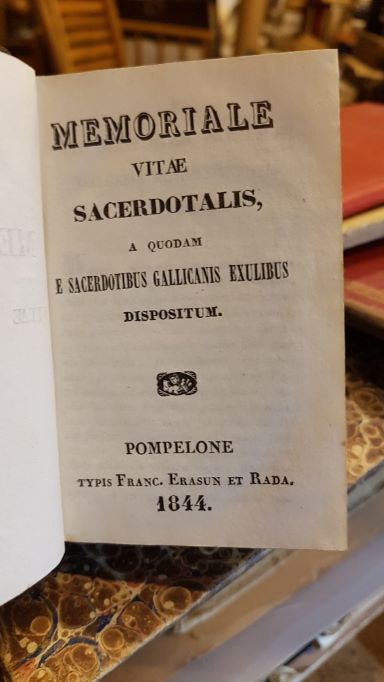 MEMORIALE
VITÆ
SACERDOTALIS,
A QUODAM
E SACERDOTIBUS GALLICANIS EXULIBUS
DISPOSITUM.
POMPELONE
TYPIS FRANC. ERASUN ET RADA.
1844.